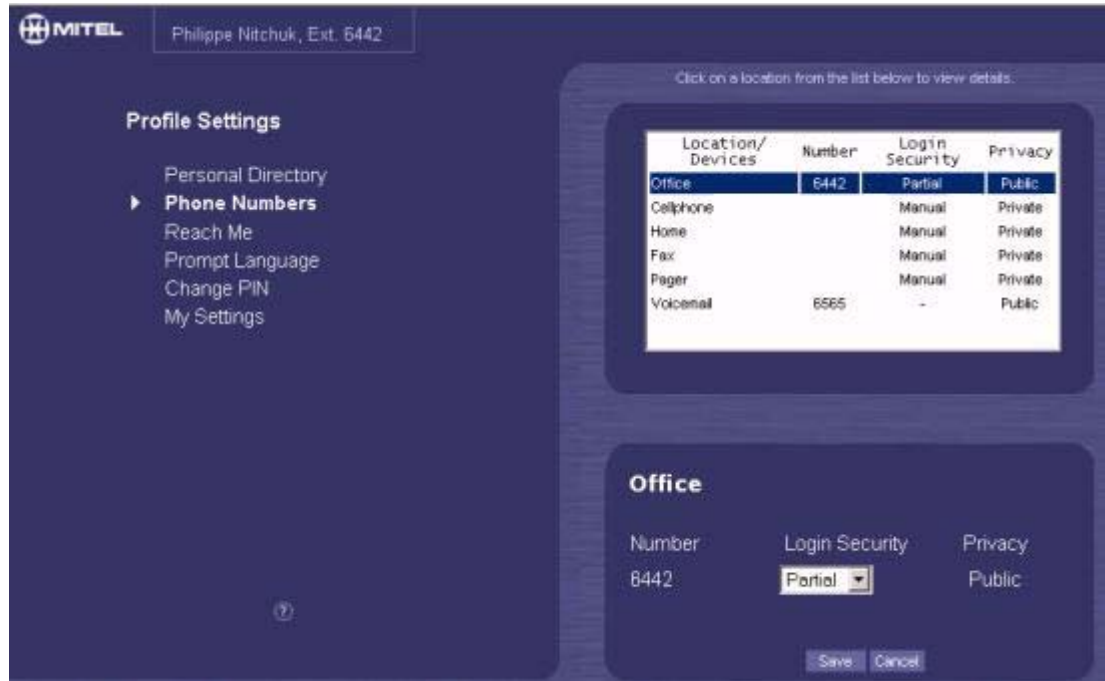 MITEL
Philippe Nitchuk, Ext. 6442
Profile Settings
Personal Directory
Phone Numbers
Reach Me
Prompt Language
Change PIN
My Settings
?
Click on a location from the list below to view details.
Location/ Devices Number Login Security Privacy
Office 6442 Partial Public
Cellphone Manual Private
Home Manual Private
Fax Manual Private
Pager Manual Private
Voicemail 6565 - Public
Office
Number Login Security Privacy
6442 Partial Public
Save Cancel